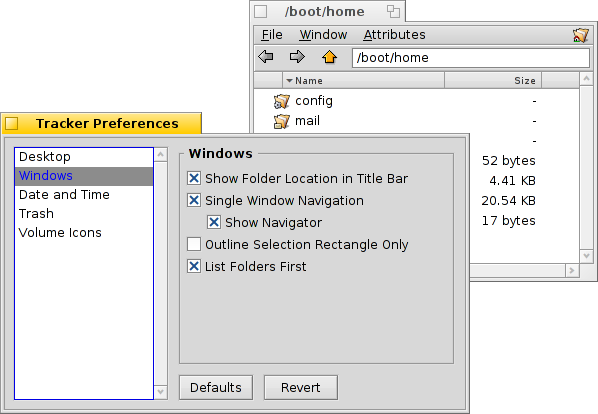 /boot/home
File Window Attributes
/boot/home
Name Size
config -
mail -
-
52 bytes
4.41 KB
20.54 KB
17 bytes
Tracker Preferences
Desktop
Windows
Date and Time
Trash
Volume Icons
Windows
Show Folder Location in Title Bar
Single Window Navigation
Show Navigator
Outline Selection Rectangle Only
List Folders First
Defaults Revert